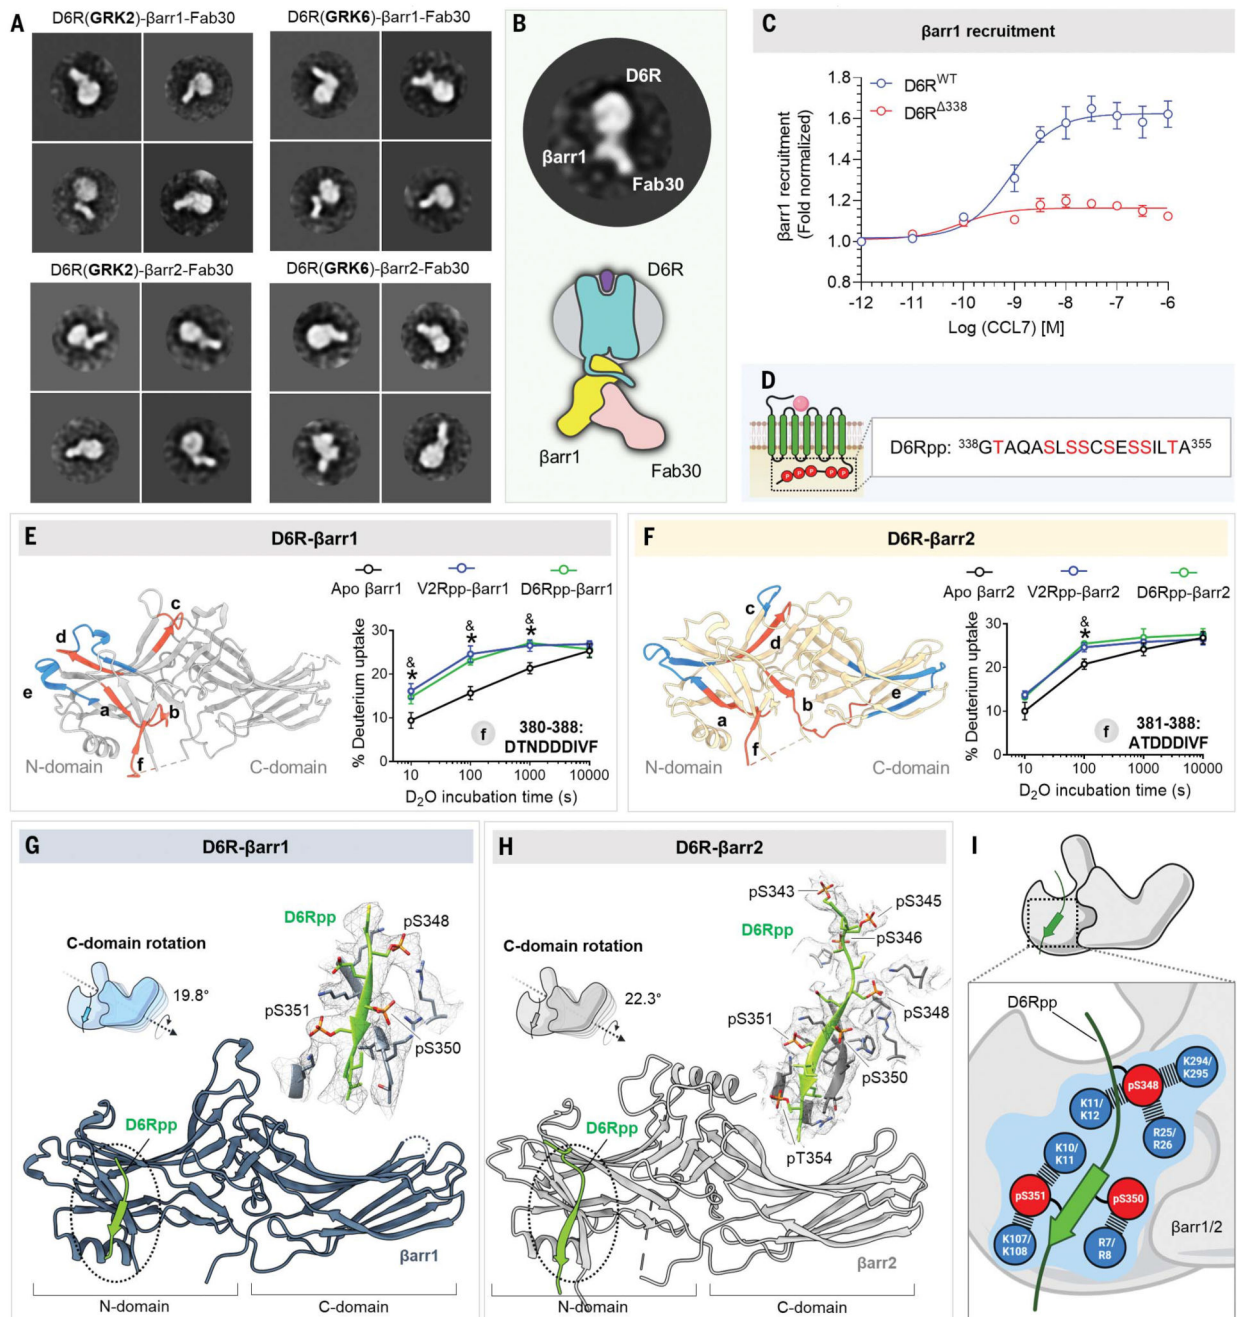 A
D6R(GRK2)-βarr1-Fab30
D6R(GRK6)-βarr1-Fab30
D6R(GRK2)-βarr2-Fab30
D6R(GRK6)-βarr2-Fab30
B
D6R
βarr1
Fab30
D6R
βarr1
Fab30
C
βarr1 recruitment
D6R^WT
D6R^Δ338
βarr1 recruitment
(Fold normalized)
1.8
1.6
1.4
1.2
1.0
0.8
-12 -11 -10 -9 -8 -7 -6
Log (CCL7) [M]
D
P P P P P
D6Rpp: ³³⁸GTAQASLSSCSESSILTA³⁵⁵
E
D6R-βarr1
Apo βarr1
V2Rpp-βarr1
D6Rpp-βarr1
c
d
e
a
b
f
N-domain
C-domain
% Deuterium uptake
30
20
10
0
&
*
&
*
&
*
f
380-388:
DTNDDDIVF
10 100 1000 10000
D₂O incubation time (s)
F
D6R-βarr2
Apo βarr2
V2Rpp-βarr2
D6Rpp-βarr2
c
d
e
a
b
f
N-domain
C-domain
% Deuterium uptake
30
20
10
0
&
*
f
381-388:
ATDDDIVF
10 100 1000 10000
D₂O incubation time (s)
G
D6R-βarr1
D6Rpp
pS348
C-domain rotation
19.8°
pS351
pS350
D6Rpp
βarr1
N-domain
C-domain
H
D6R-βarr2
pS343
pS345
D6Rpp
pS346
C-domain rotation
22.3°
pS348
pS351
pS350
D6Rpp
pT354
βarr2
N-domain
C-domain
I
D6Rpp
K294/
K295
pS348
K11/
K12
R25/
R26
K10/
K11
pS351
pS350
K107/
K108
R7/
R8
βarr1/2